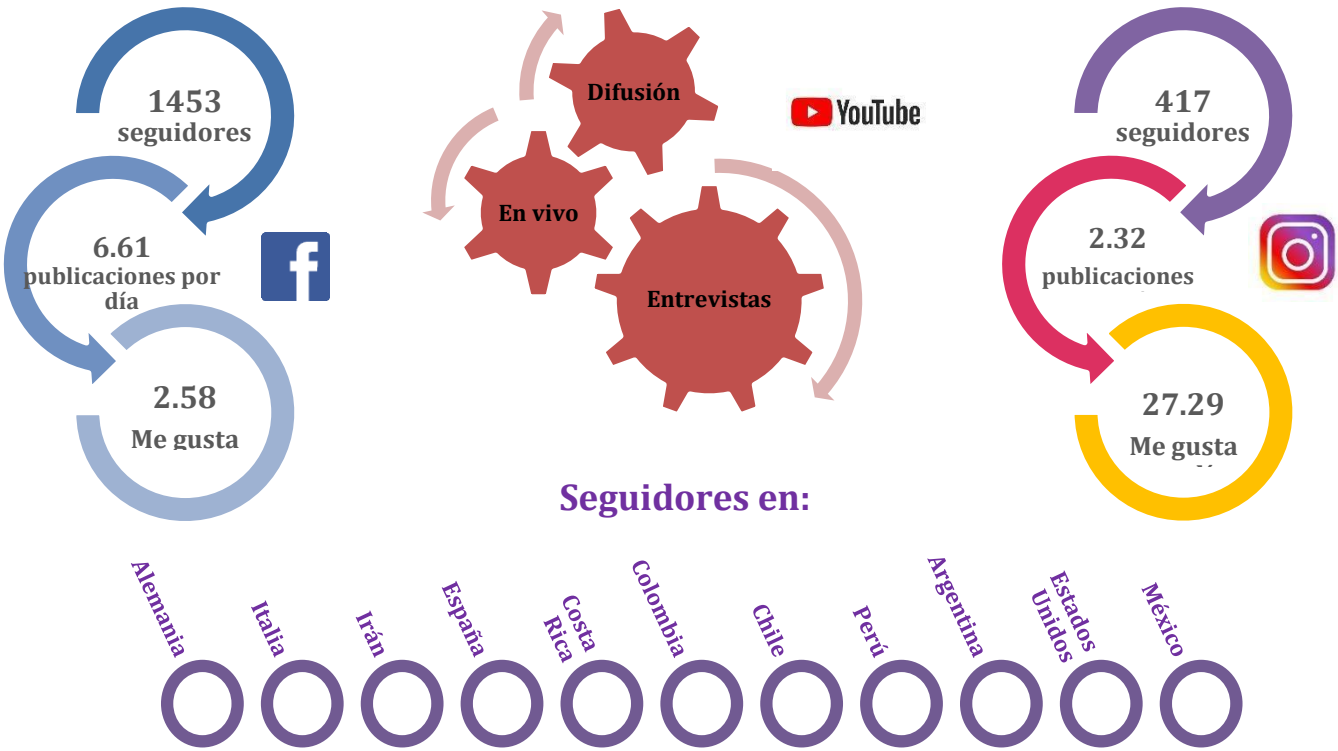 1453
seguidores
6.61
publicaciones por
día
2.58
Me gusta
Difusión
En vivo
Entrevistas
YouTube
417
seguidores
2.32
publicaciones
27.29
Me gusta
Seguidores en:
Alemania
Italia
Irán
España
Costa
Rica
Colombia
Chile
Perú
Argentina
Estados
Unidos
México